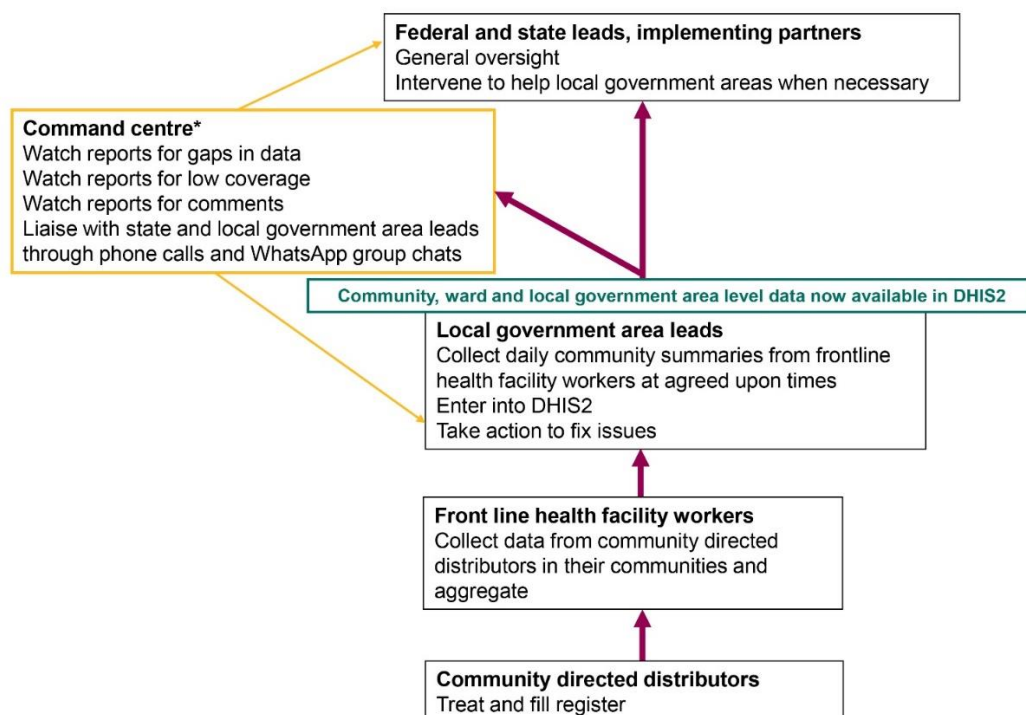 Federal and state leads, implementing partners
General oversight
Intervene to help local government areas when necessary
Command centre*
Watch reports for gaps in data
Watch reports for low coverage
Watch reports for comments
Liaise with state and local government area leads
through phone calls and WhatsApp group chats
Community, ward and local government area level data now available in DHIS2
Local government area leads
Collect daily community summaries from frontline
health facility workers at agreed upon times
Enter into DHIS2
Take action to fix issues
Front line health facility workers
Collect data from community directed
distributors in their communities and
aggregate
Community directed distributors
Treat and fill register